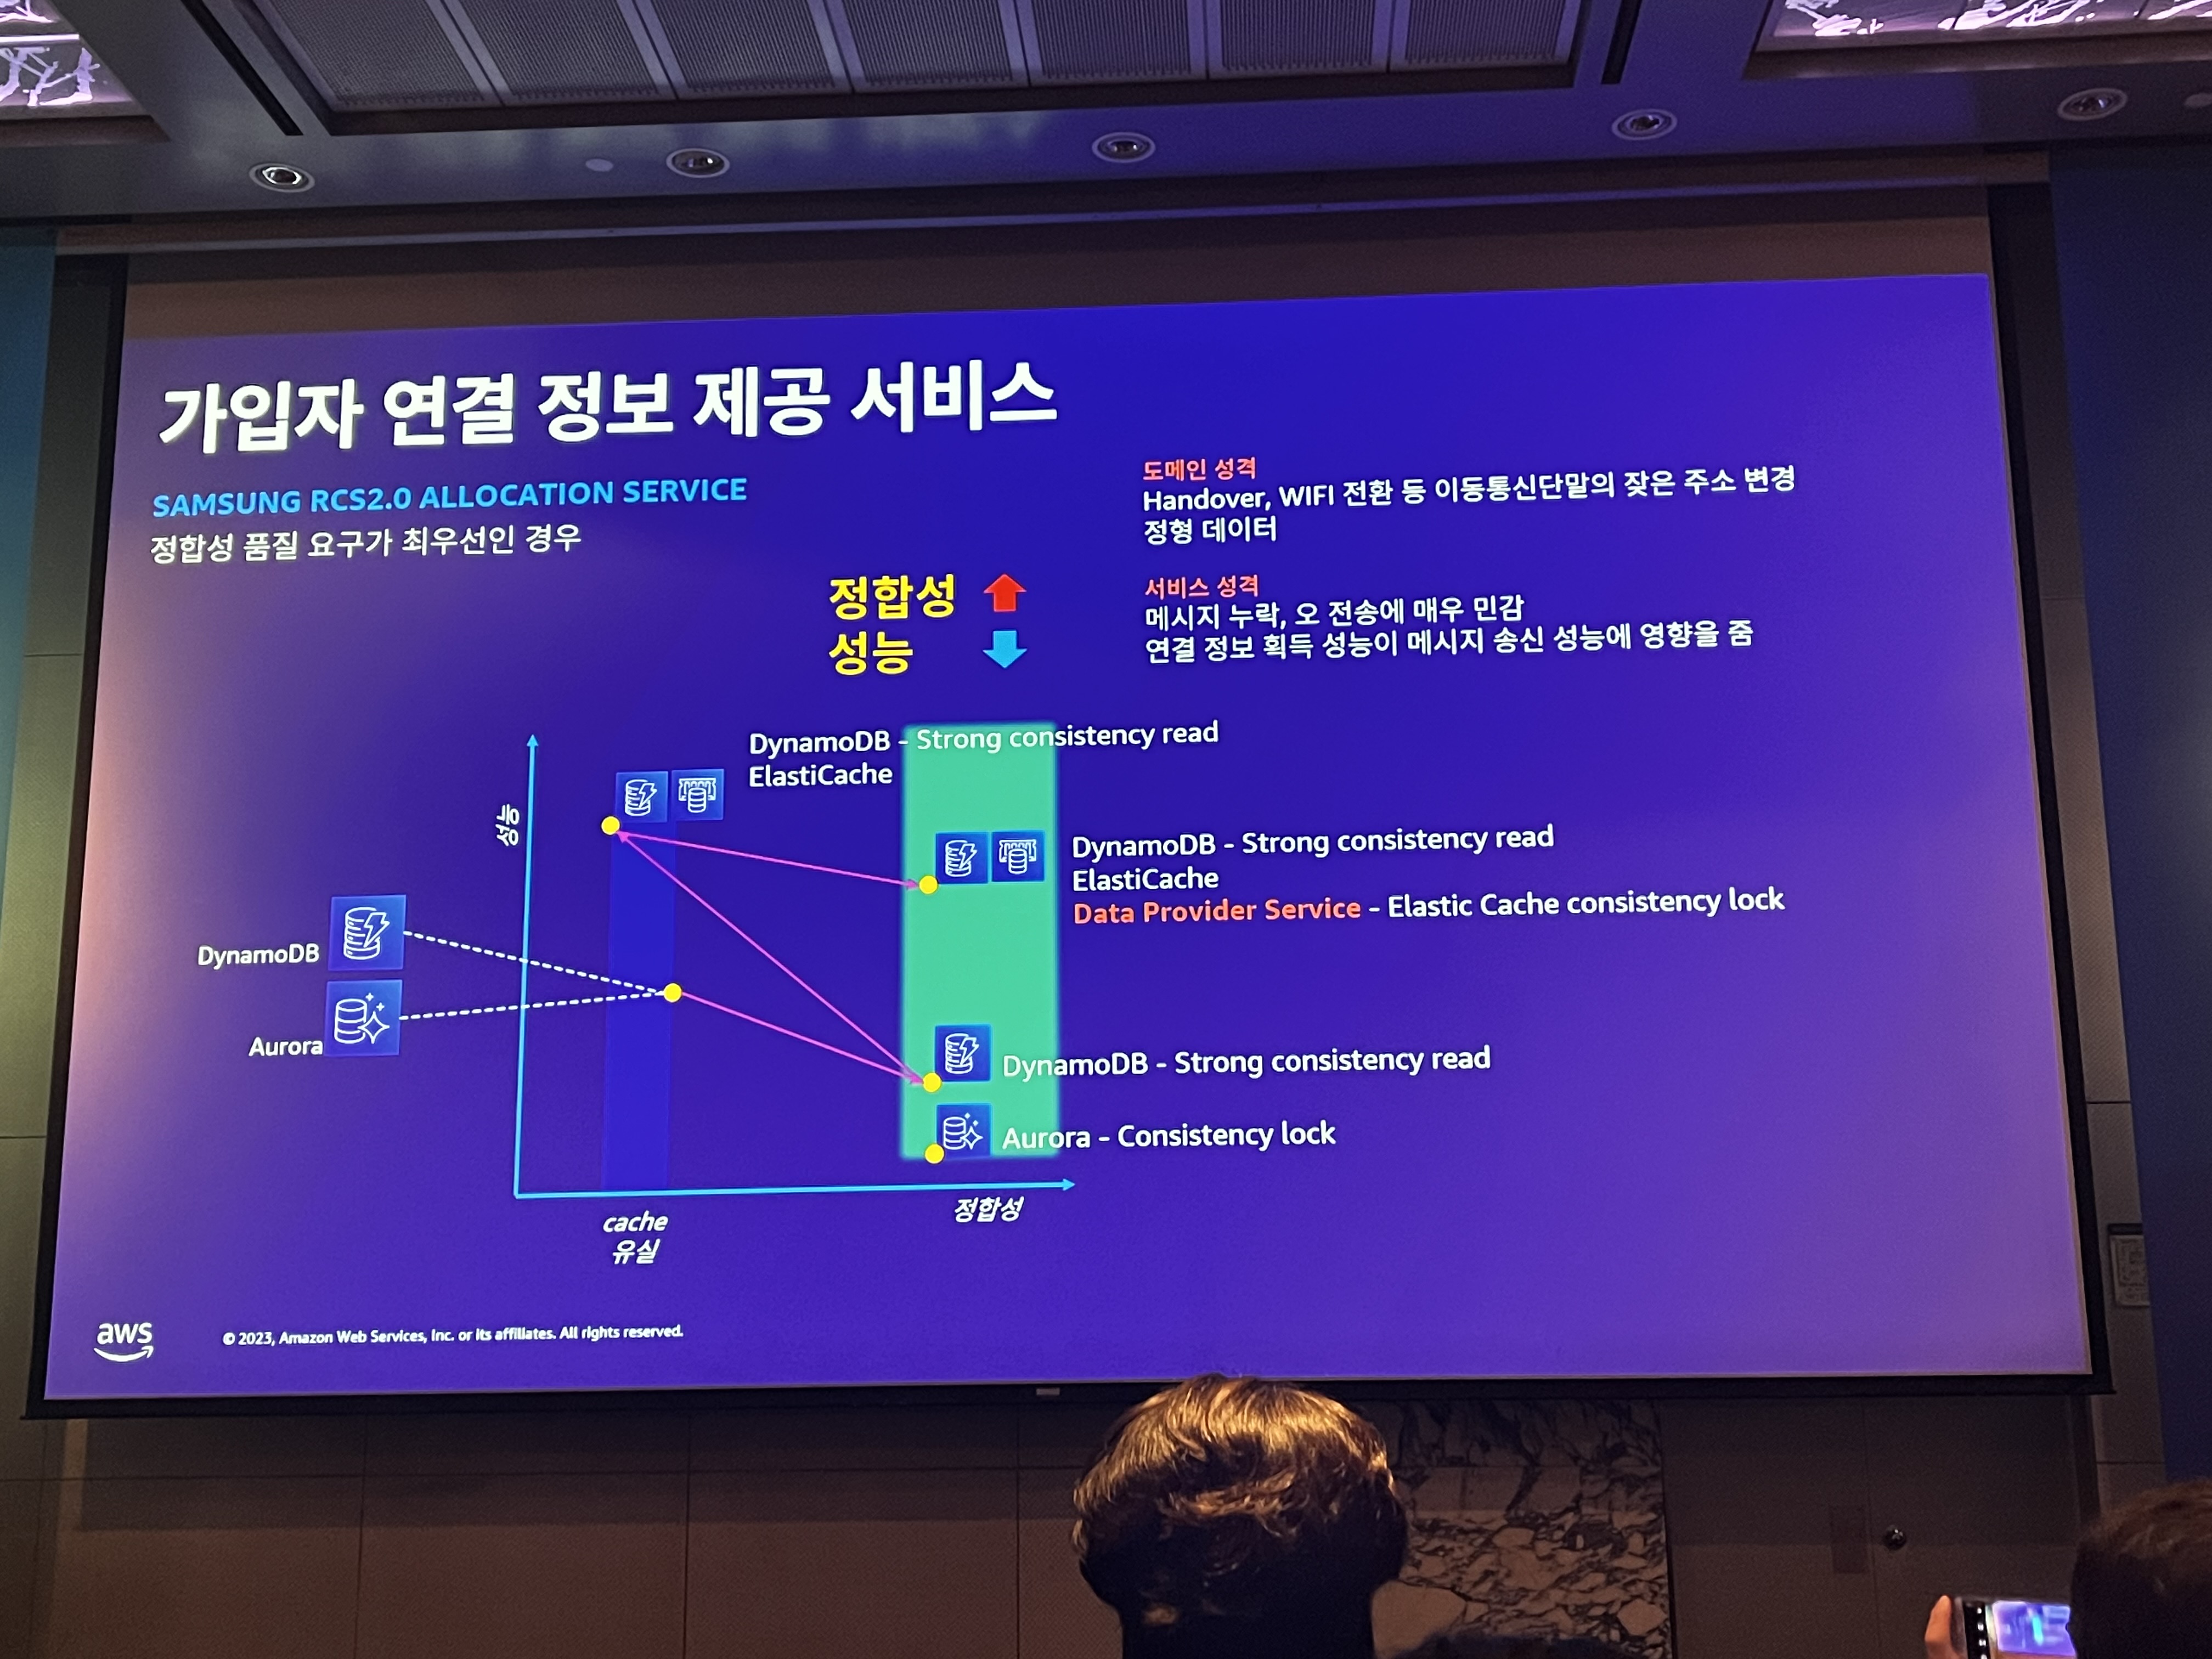 가입자 연결 정보 제공 서비스
SAMSUNG RCS2.0 ALLOCATION SERVICE
정합성 품질 요구가 최우선인 경우
도메인 성격
Handover, WIFI 전환 등 이동통신단말의 잦은 주소 변경
정형 데이터
정합성
성능
서비스 성격
메시지 누락, 오 전송에 매우 민감
연결 정보 획득 성능이 메시지 송신 성능에 영향을 줌
DynamoDB - Strong consistency read
ElastiCache
성능
DynamoDB - Strong consistency read
ElastiCache
Data Provider Service - Elastic Cache consistency lock
DynamoDB
Aurora
DynamoDB - Strong consistency read
Aurora - Consistency lock
cache
유실
정합성
aws
© 2023, Amazon Web Services, Inc. or its affiliates. All rights reserved.